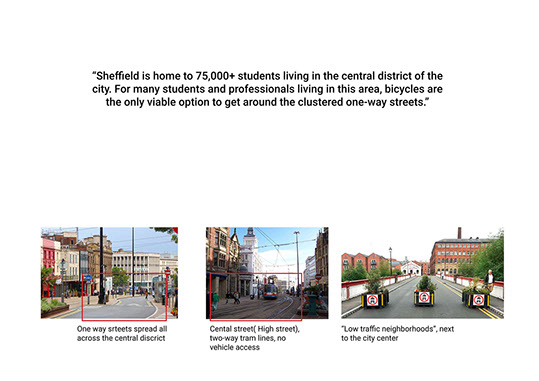 “Sheffield is home to 75,000+ students living in the central district of the
city. For many students and professionals living in this area, bicycles are
the only viable option to get around the clustered one-way streets.”
One way srteets spread all
across the central discrict
Cental street( High street),
two-way tram lines, no
vehicle access
“Low traffic neighborhoods”, next
to the city center